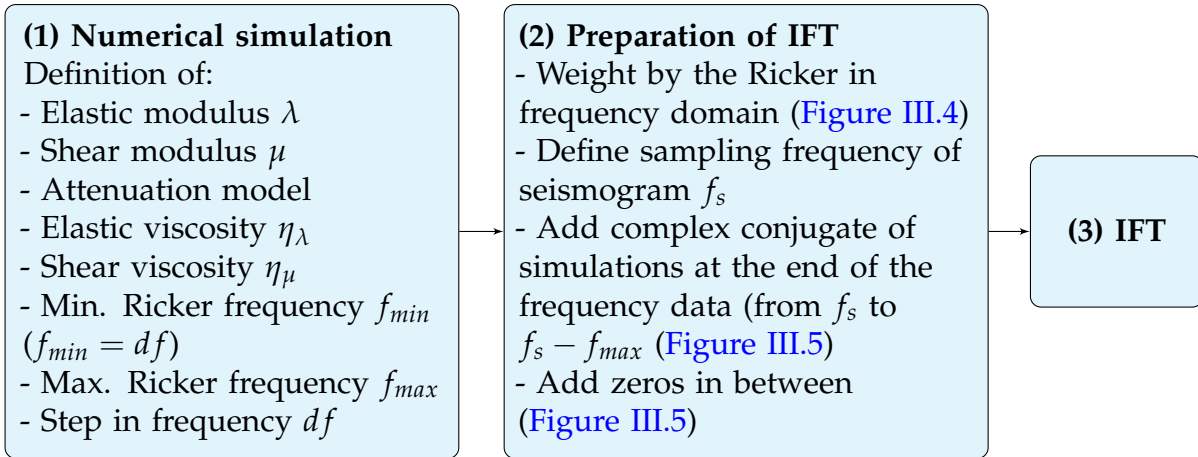 (1) Numerical simulation
Definition of:
- Elastic modulus λ
- Shear modulus μ
- Attenuation model
- Elastic viscosity η_λ
- Shear viscosity η_μ
- Min. Ricker frequency f_min
(f_min = df)
- Max. Ricker frequency f_max
- Step in frequency df
(2) Preparation of IFT
- Weight by the Ricker in
frequency domain (Figure III.4)
- Define sampling frequency of
seismogram f_s
- Add complex conjugate of
simulations at the end of the
frequency data (from f_s to
f_s − f_max (Figure III.5)
- Add zeros in between
(Figure III.5)
(3) IFT